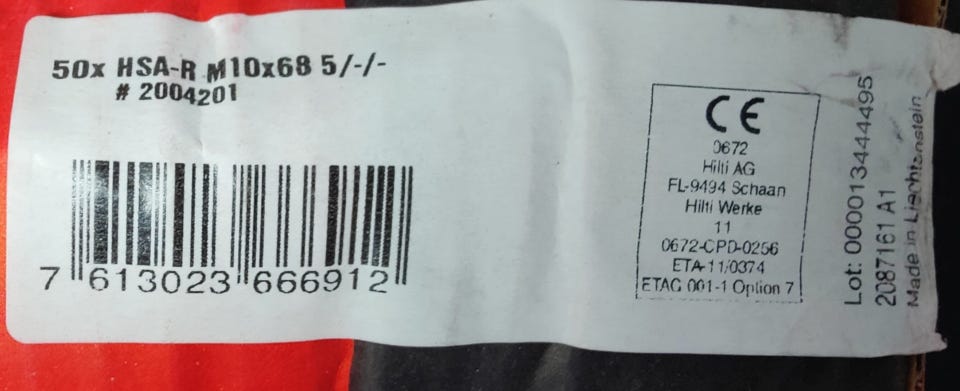 50x HSA-R M10x68 5/-/-
# 2004201
7 613023 666912
CE
0672
Hilti AG
FL-9494 Schaan
Hilti Werke
11
0672-CPD-0256
ETA-11/0374
ETAG 001-1 Option 7
Lot: 000013444495
2087161 A1
Made in Liechtenstein